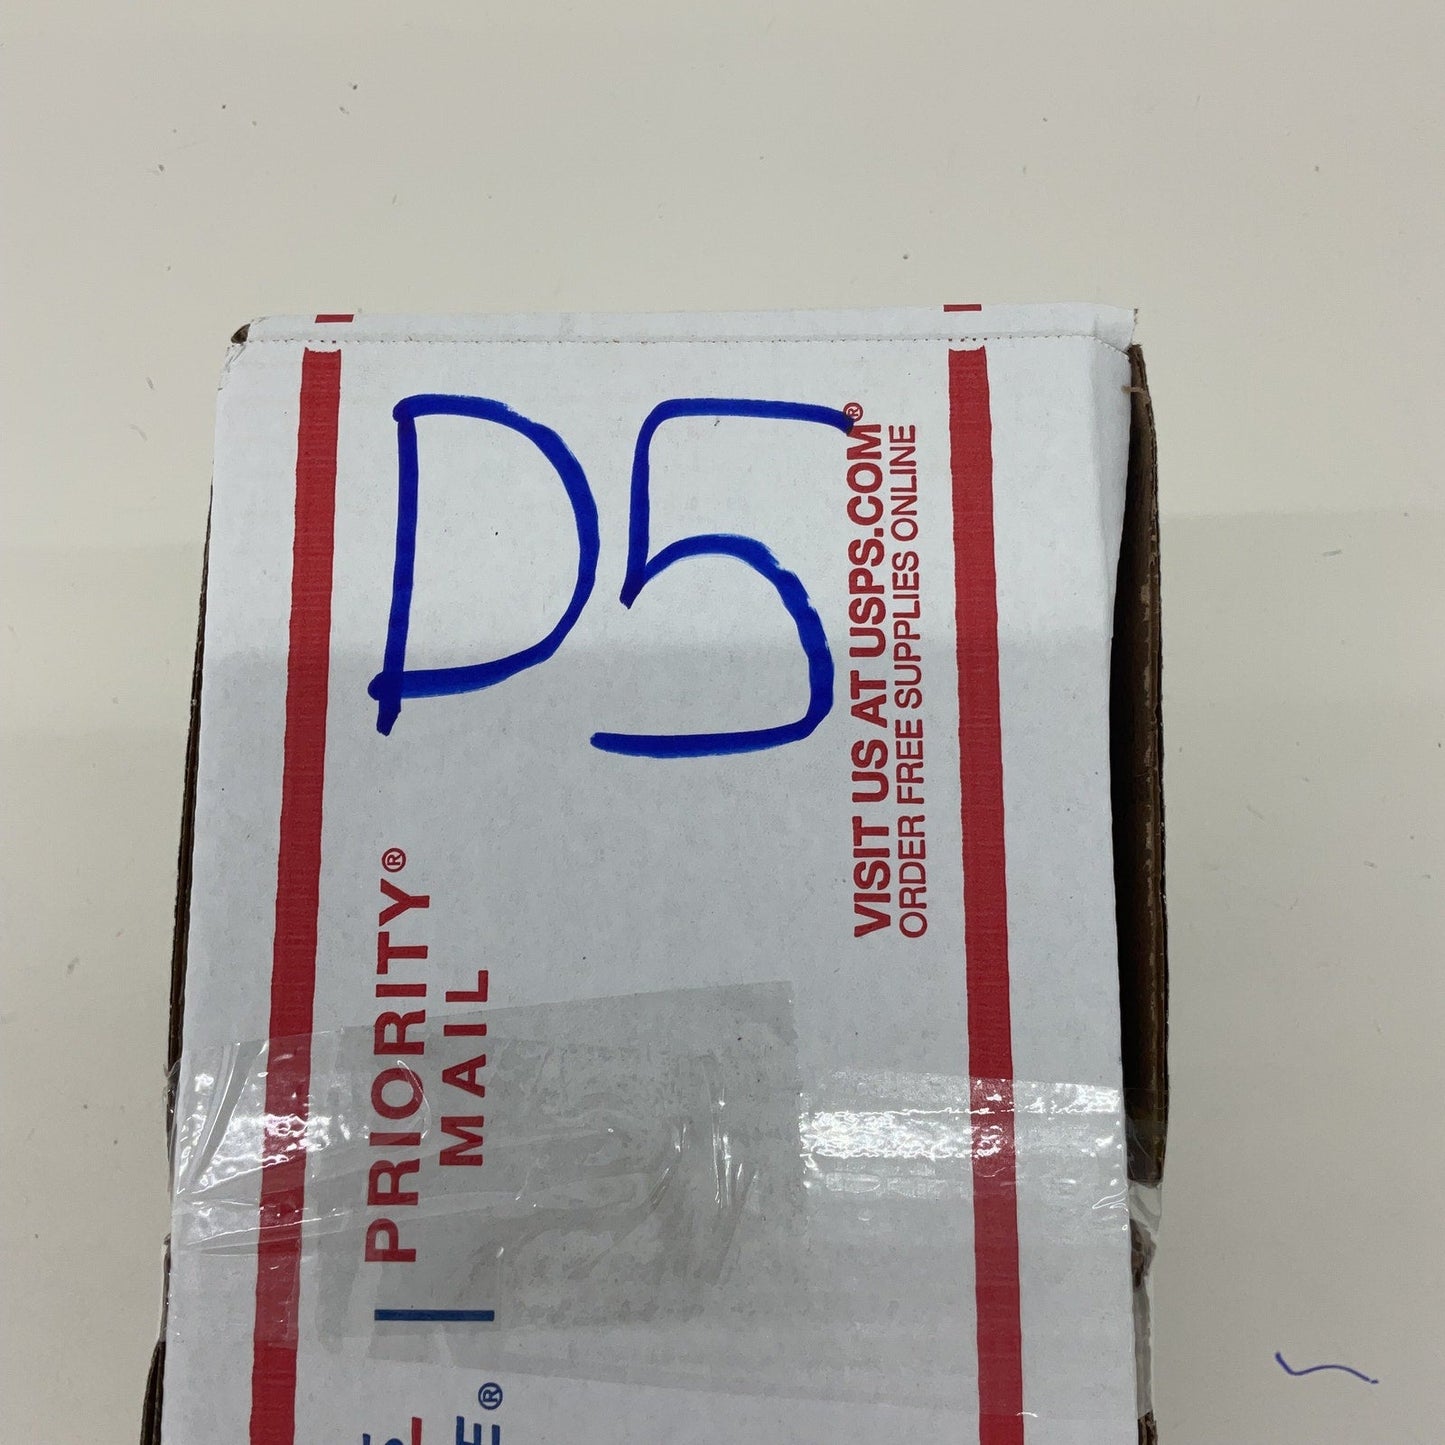 D5
VISIT US AT USPS.COM®
ORDER FREE SUPPLIES ONLINE
PRIORITY®
MAIL